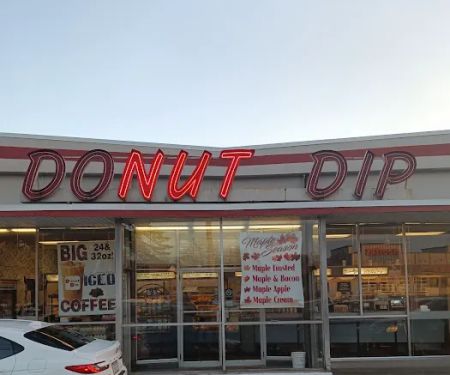 DONUT DIP
BIG 24& 32oz!
ICED
COFFEE
Maple Season
Maple Frosted
Maple & Bacon
Maple Apple
Maple Cream